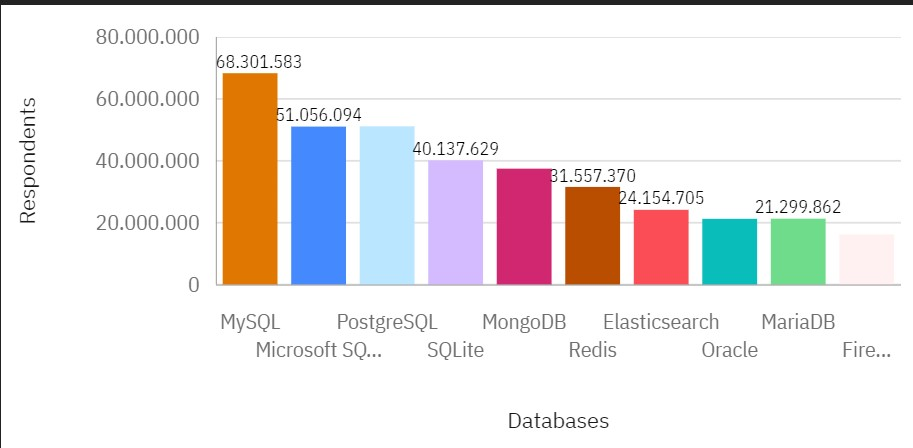 Respondents
80.000.000
60.000.000
40.000.000
20.000.000
0
68.301.583
51.056.094
40.137.629
31.557.370
24.154.705
21.299.862
MySQL
Microsoft SQ...
PostgreSQL
SQLite
MongoDB
Redis
Elasticsearch
Oracle
MariaDB
Fire...
Databases